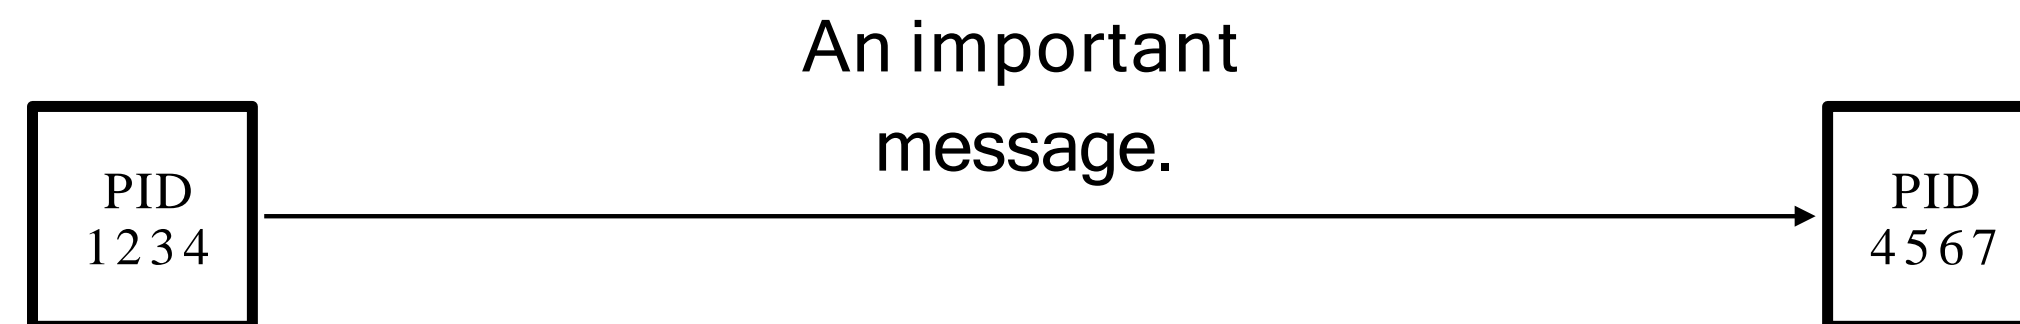 An important
message.
PID
1234
PID
4567